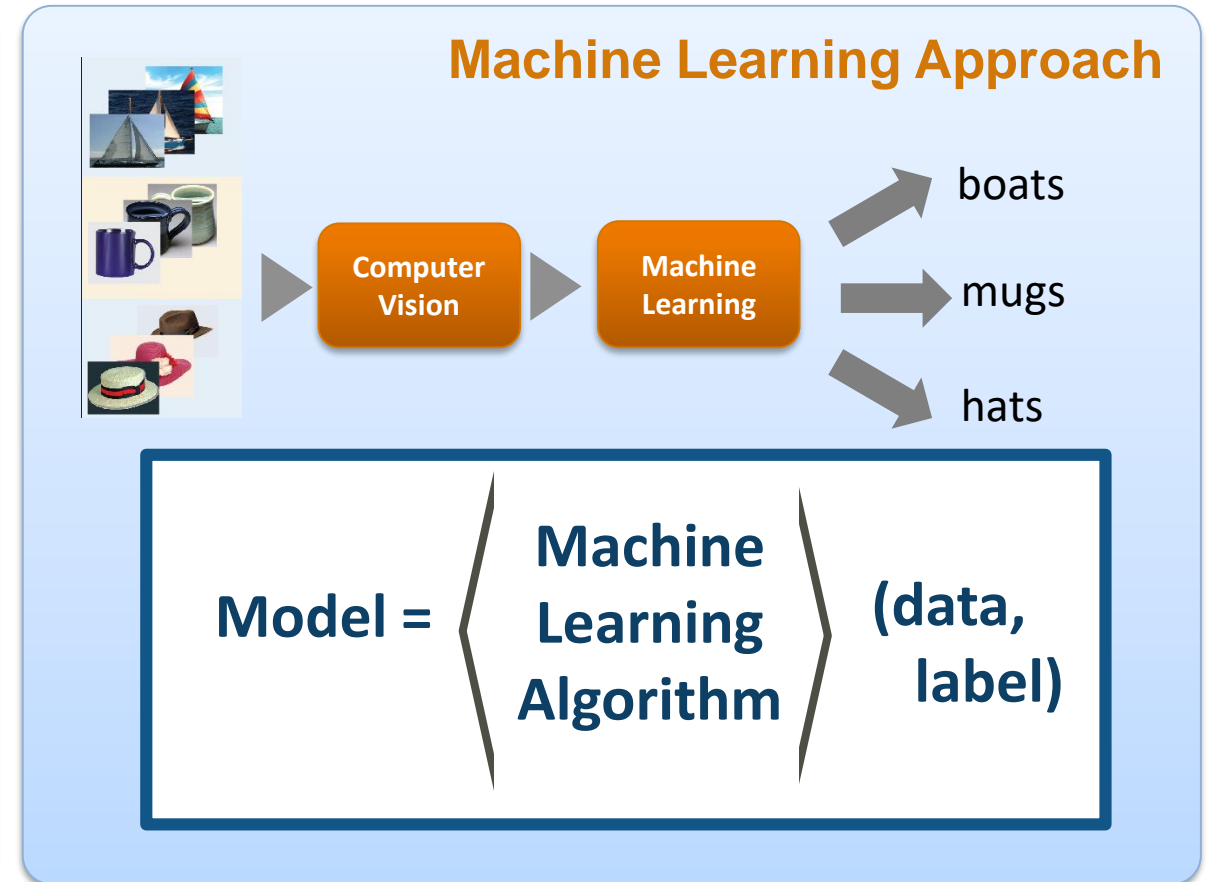 Machine Learning Approach
boats
Computer
Vision
Machine
Learning
mugs
hats
Model =
Machine
Learning
Algorithm
(data,
label)